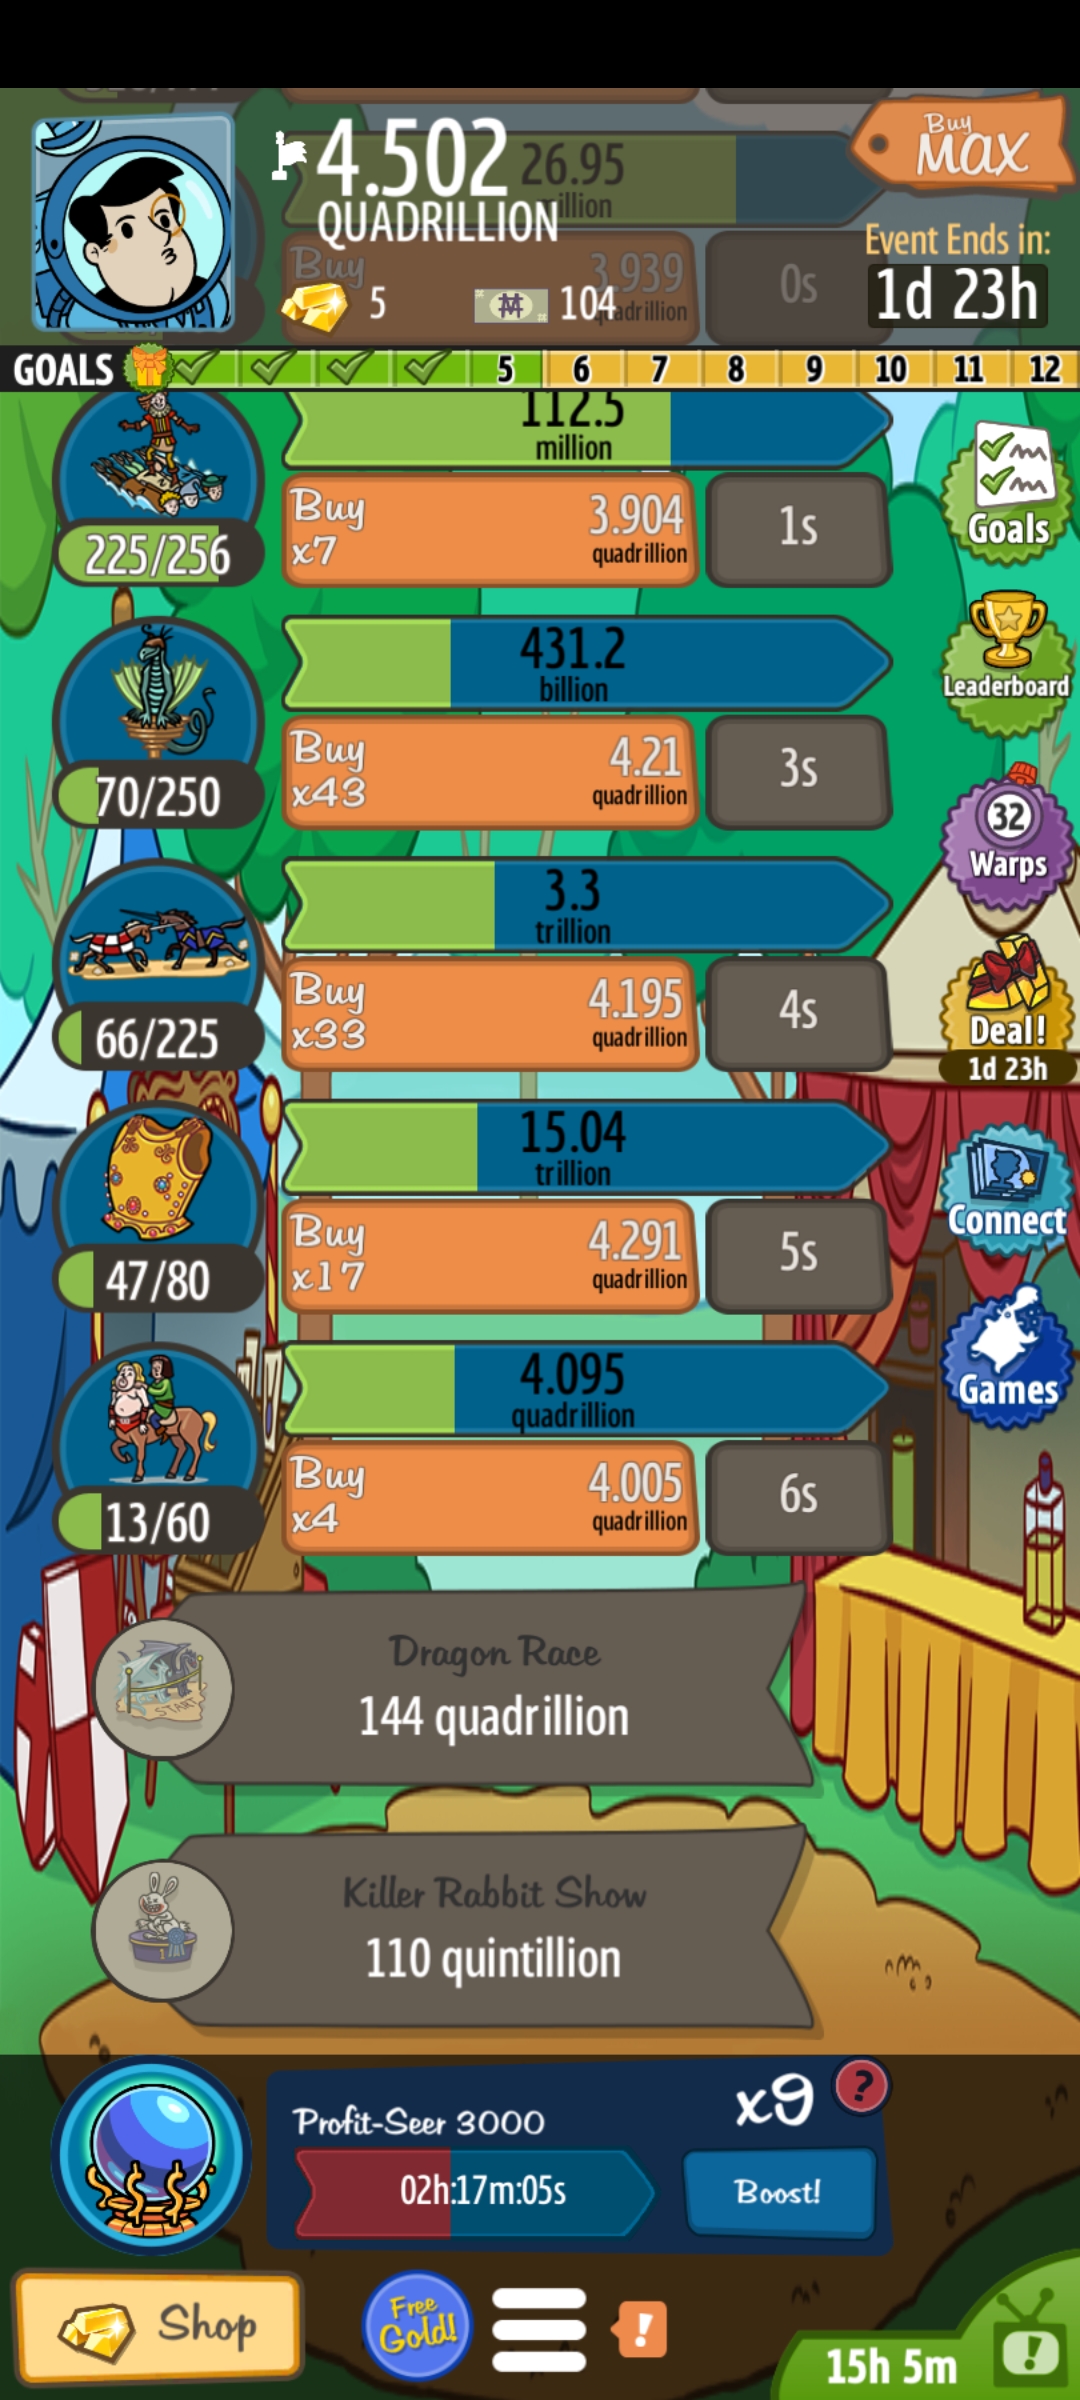 4.502
QUADRILLION
26.95
illion
Buy
MAX
Event Ends in:
1d 23h
Buy
3.939
adrillion
0s
5
104
GOALS
5
6
7
8
9
10
11
12
112.5
million
225/256
Buy
x7
3.904
quadrillion
1s
Goals
Leaderboard
431.2
billion
70/250
Buy
x43
4.21
quadrillion
3s
32
Warps
3.3
trillion
66/225
Buy
x33
4.195
quadrillion
4s
Deal!
1d 23h
15.04
trillion
47/80
Buy
x17
4.291
quadrillion
5s
Connect
Games
4.095
quadrillion
13/60
Buy
x4
4.005
quadrillion
6s
START
Dragon Race
144 quadrillion
1
Killer Rabbit Show
110 quintillion
Profit-Seer 3000
x9
?
02h:17m:05s
Boost!
Shop
Free
Gold!
!
15h 5m
!